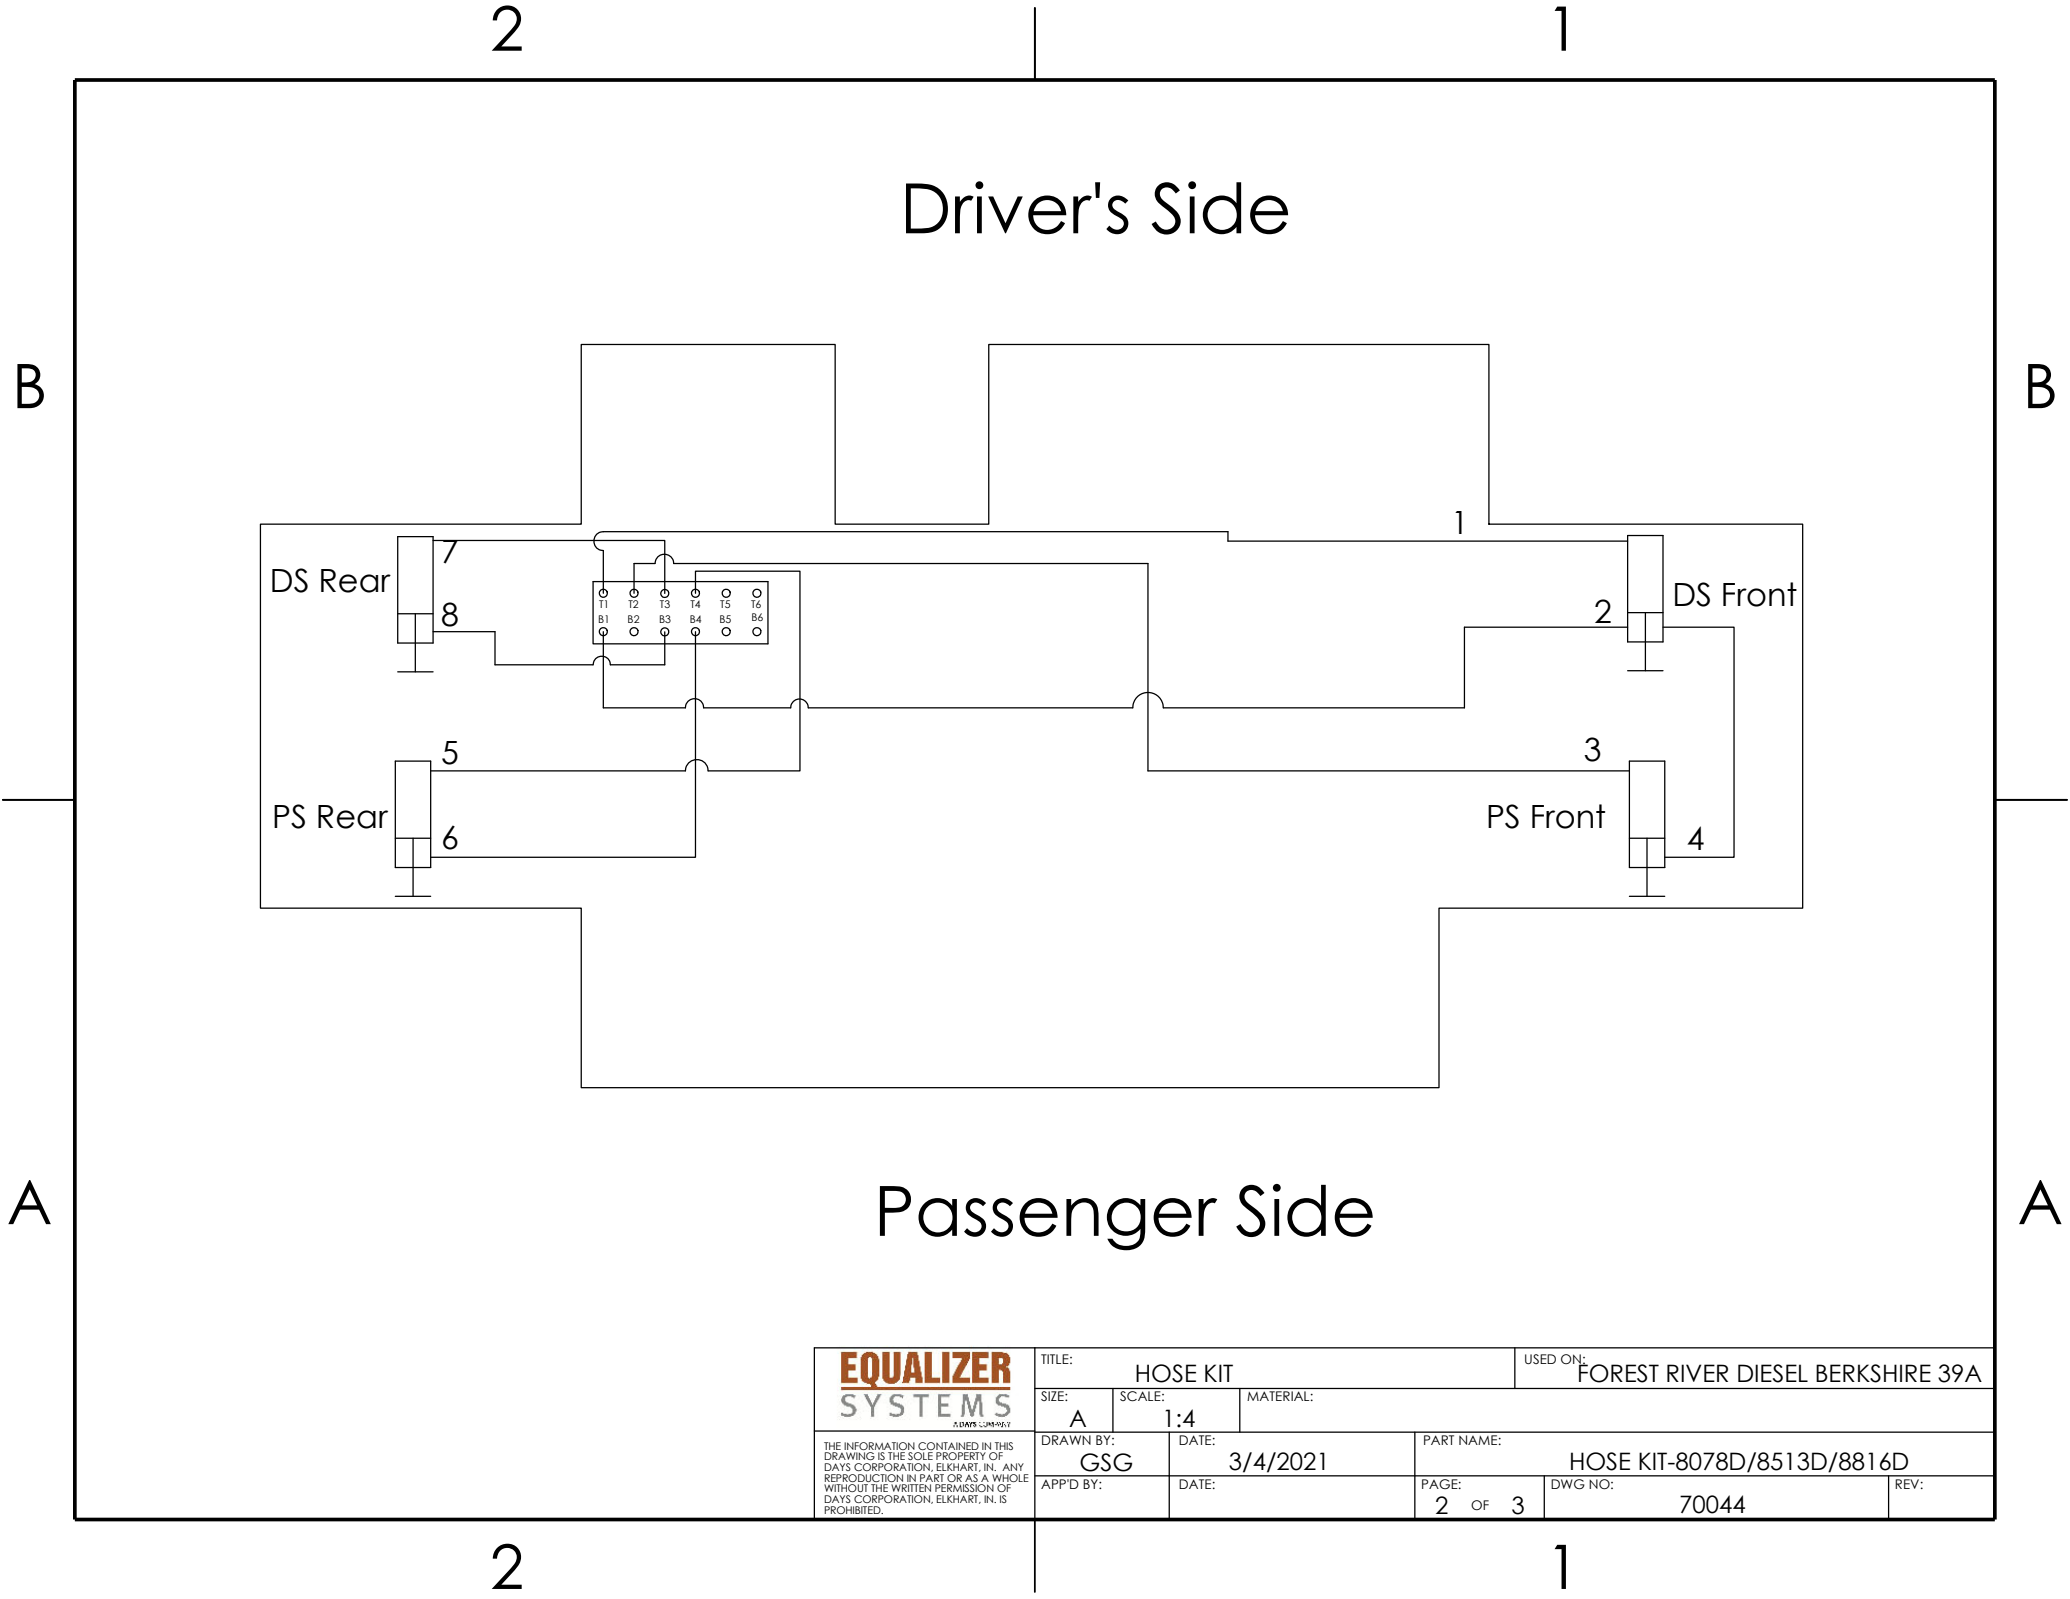 2
1
Driver's Side
B
B
1
7
DS Rear
8
T1 T2 T3 T4 T5 T6
B1 B2 B3 B4 B5 B6
DS Front
2
5
3
PS Rear
6
PS Front
4
A
A
Passenger Side
EQUALIZER
SYSTEMS
A DAYS COMPANY
THE INFORMATION CONTAINED IN THIS
DRAWING IS THE SOLE PROPERTY OF
DAYS CORPORATION, ELKHART, IN. ANY
REPRODUCTION IN PART OR AS A WHOLE
WITHOUT THE WRITTEN PERMISSION OF
DAYS CORPORATION, ELKHART, IN. IS
PROHIBITED.
TITLE:
HOSE KIT
USED ON:
FOREST RIVER DIESEL BERKSHIRE 39A
SIZE:
A
SCALE:
1:4
MATERIAL:
DRAWN BY:
GSG
DATE:
3/4/2021
PART NAME:
HOSE KIT-8078D/8513D/8816D
APP'D BY:
DATE:
PAGE:
2 OF 3
DWG NO:
70044
REV:
2
1